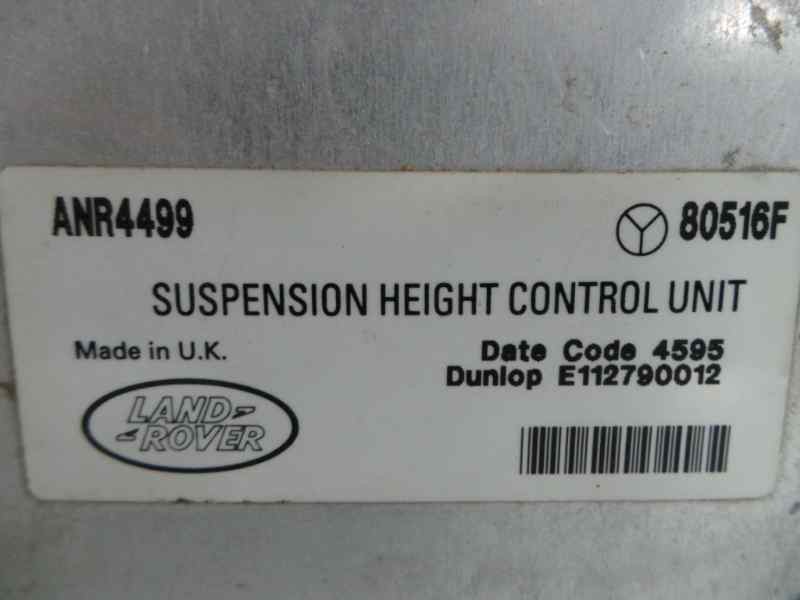 ANR4499 80516F
SUSPENSION HEIGHT CONTROL UNIT
Made in U.K. Date Code 4595
Dunlop E112790012
LAND
ROVER